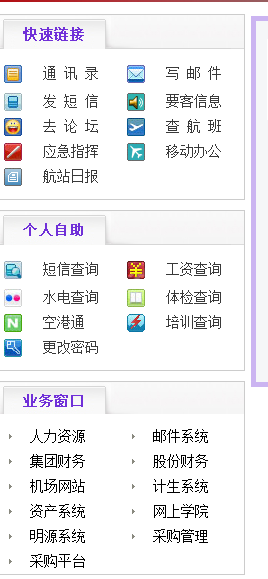 快速链接
通 讯 录 写 邮 件
发 短 信 要客信息
去 论 坛 查 航 班
应急指挥 移动办公
航站日报
个人自助
短信查询 工资查询
水电查询 体检查询
空港通 培训查询
更改密码
业务窗口
人力资源 邮件系统
集团财务 股份财务
机场网站 计生系统
资产系统 网上学院
明源系统 采购管理
采购平台